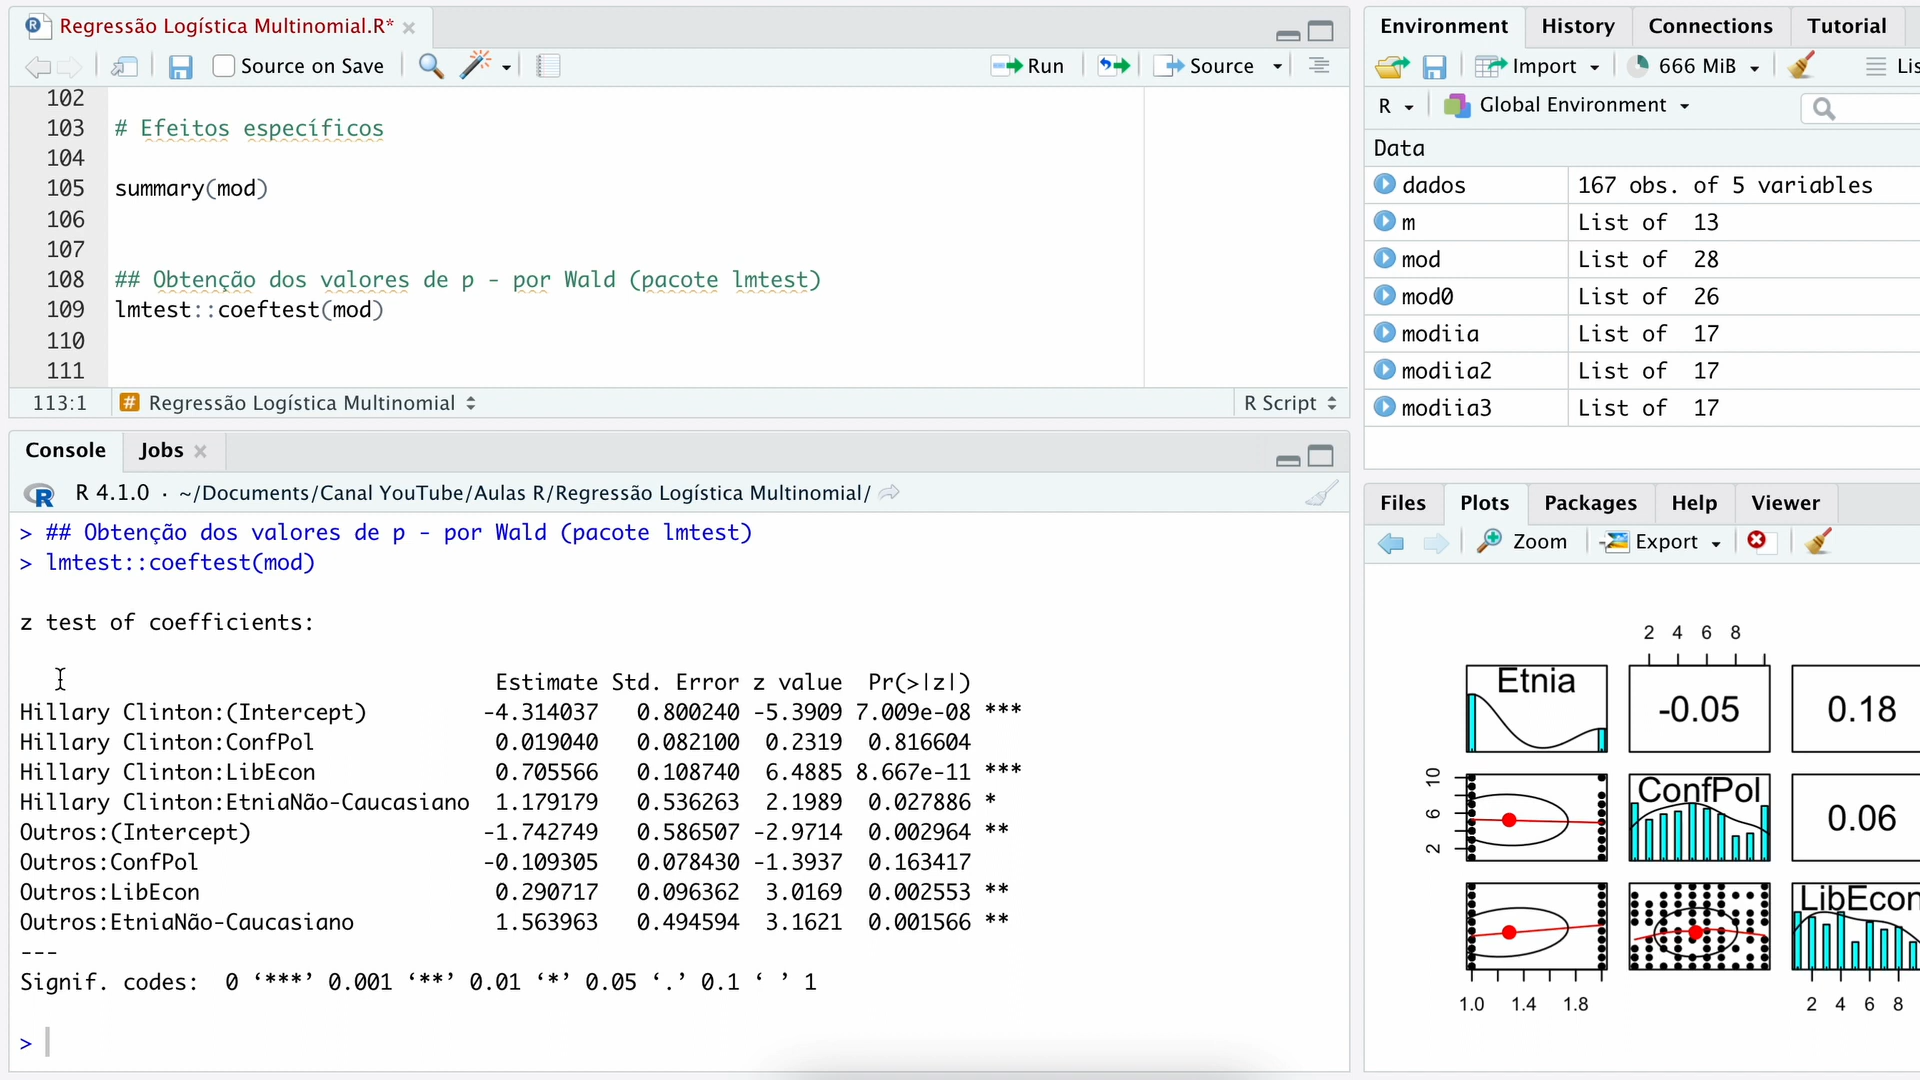 Regressão Logística Multinomial.R*
Source on Save
Run
Source
102
103 # Efeitos específicos
104
105 summary(mod)
106
107
108 ## Obtenção dos valores de p - por Wald (pacote lmtest)
109 lmtest::coeftest(mod)
110
111
113:1 # Regressão Logística Multinomial R Script
Console Jobs
R 4.1.0 · ~/Documents/Canal YouTube/Aulas R/Regressão Logística Multinomial/
> ## Obtenção dos valores de p - por Wald (pacote lmtest)
> lmtest::coeftest(mod)
z test of coefficients:
Estimate Std. Error z value Pr(>|z|)
Hillary Clinton:(Intercept) -4.314037 0.800240 -5.3909 7.009e-08 ***
Hillary Clinton:ConfPol 0.019040 0.082100 0.2319 0.816604
Hillary Clinton:LibEcon 0.705566 0.108740 6.4885 8.667e-11 ***
Hillary Clinton:EtniaNão-Caucasiano 1.179179 0.536263 2.1989 0.027886 *
Outros:(Intercept) -1.742749 0.586507 -2.9714 0.002964 **
Outros:ConfPol -0.109305 0.078430 -1.3937 0.163417
Outros:LibEcon 0.290717 0.096362 3.0169 0.002553 **
Outros:EtniaNão-Caucasiano 1.563963 0.494594 3.1621 0.001566 **
---
Signif. codes: 0 ‘***’ 0.001 ‘**’ 0.01 ‘*’ 0.05 ‘.’ 0.1 ‘ ’ 1
>
Environment History Connections Tutorial
Import 666 MiB Lis
R Global Environment
Data
dados 167 obs. of 5 variables
m List of 13
mod List of 28
mod0 List of 26
modiia List of 17
modiia2 List of 17
modiia3 List of 17
Files Plots Packages Help Viewer
Zoom Export
2 4 6 8
Etnia -0.05 0.18
10
6
2
ConfPol 0.06
LibEcon
1.0 1.4 1.8
2 4 6 8